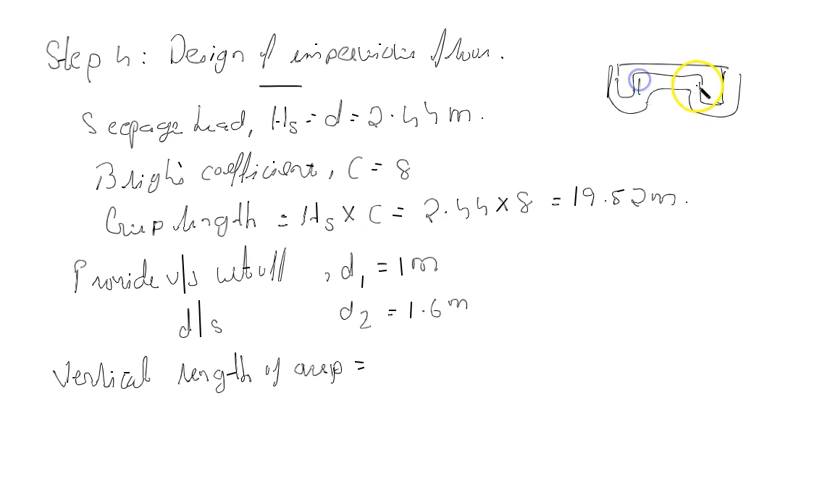 Step 4: Design of impervious floor.
Seepage head, Hs = d = 2.44m.
Bligh's coefficient, C = 8
Creep length = Hs × C = 2.44 × 8 = 19.52m.
Provide u/s cutoff, d1 = 1m
d/s d2 = 1.6m
Vertical length of creep =